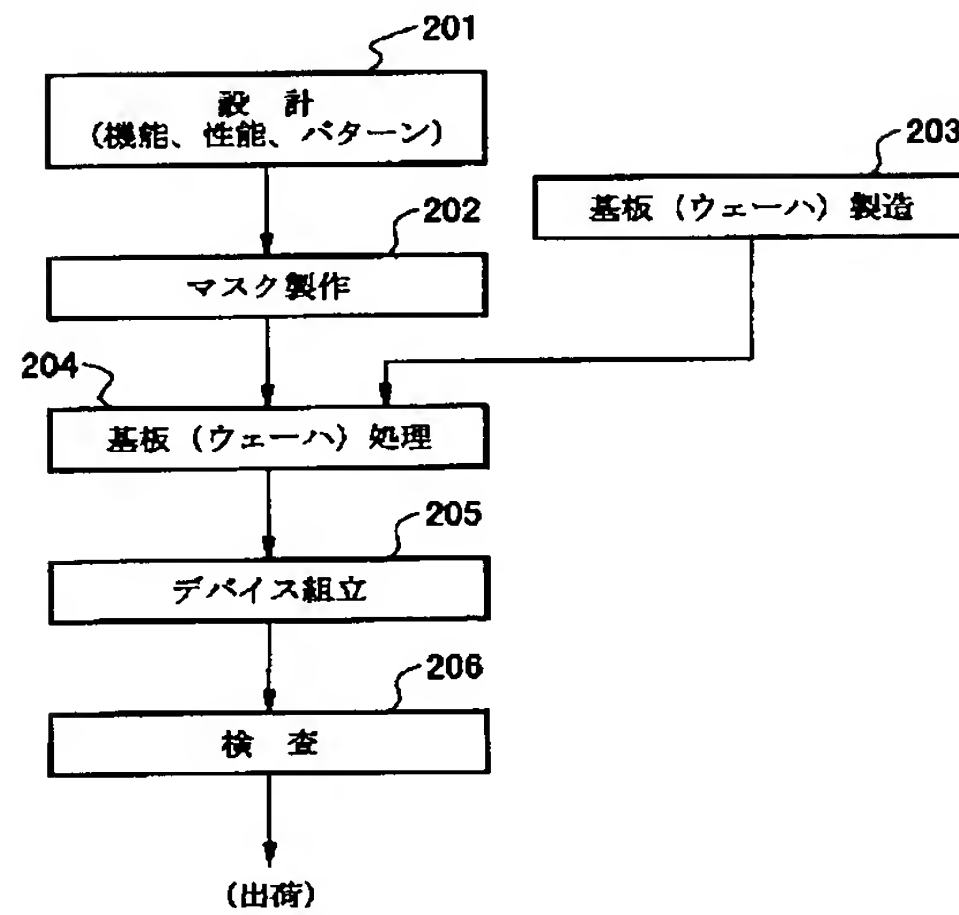 201
設 計
(機能、性能、パターン)
203
基板(ウェーハ)製造
202
マスク製作
204
基板(ウェーハ)処理
205
デバイス組立
206
検 査
(出荷)